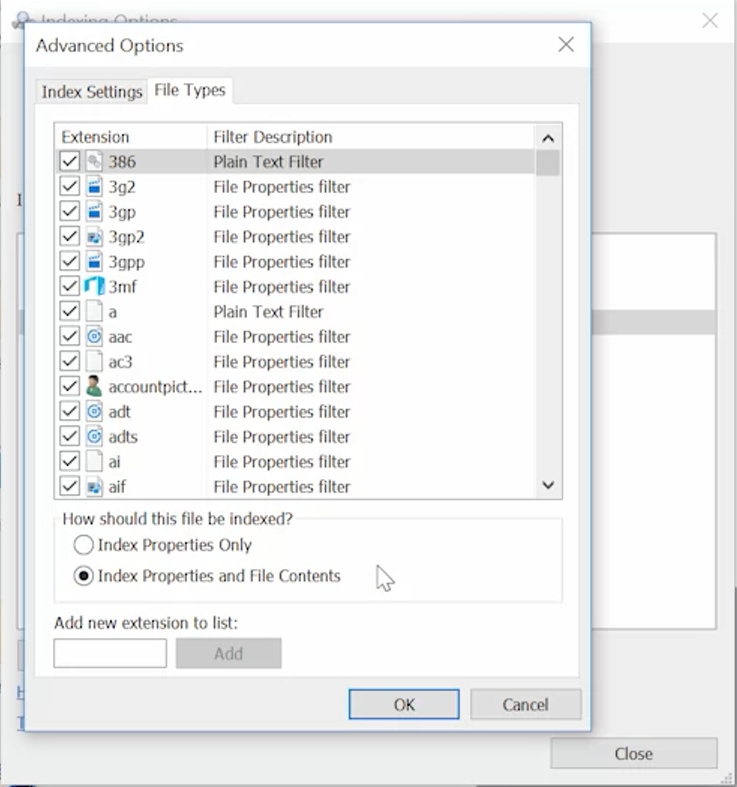 Indexing Options
Advanced Options
Index Settings File Types
Extension Filter Description
386 Plain Text Filter
3g2 File Properties filter
3gp File Properties filter
3gp2 File Properties filter
3gpp File Properties filter
3mf File Properties filter
a Plain Text Filter
aac File Properties filter
ac3 File Properties filter
accountpict... File Properties filter
adt File Properties filter
adts File Properties filter
ai File Properties filter
aif File Properties filter
How should this file be indexed?
Index Properties Only
Index Properties and File Contents
Add new extension to list:
Add
OK Cancel
Close